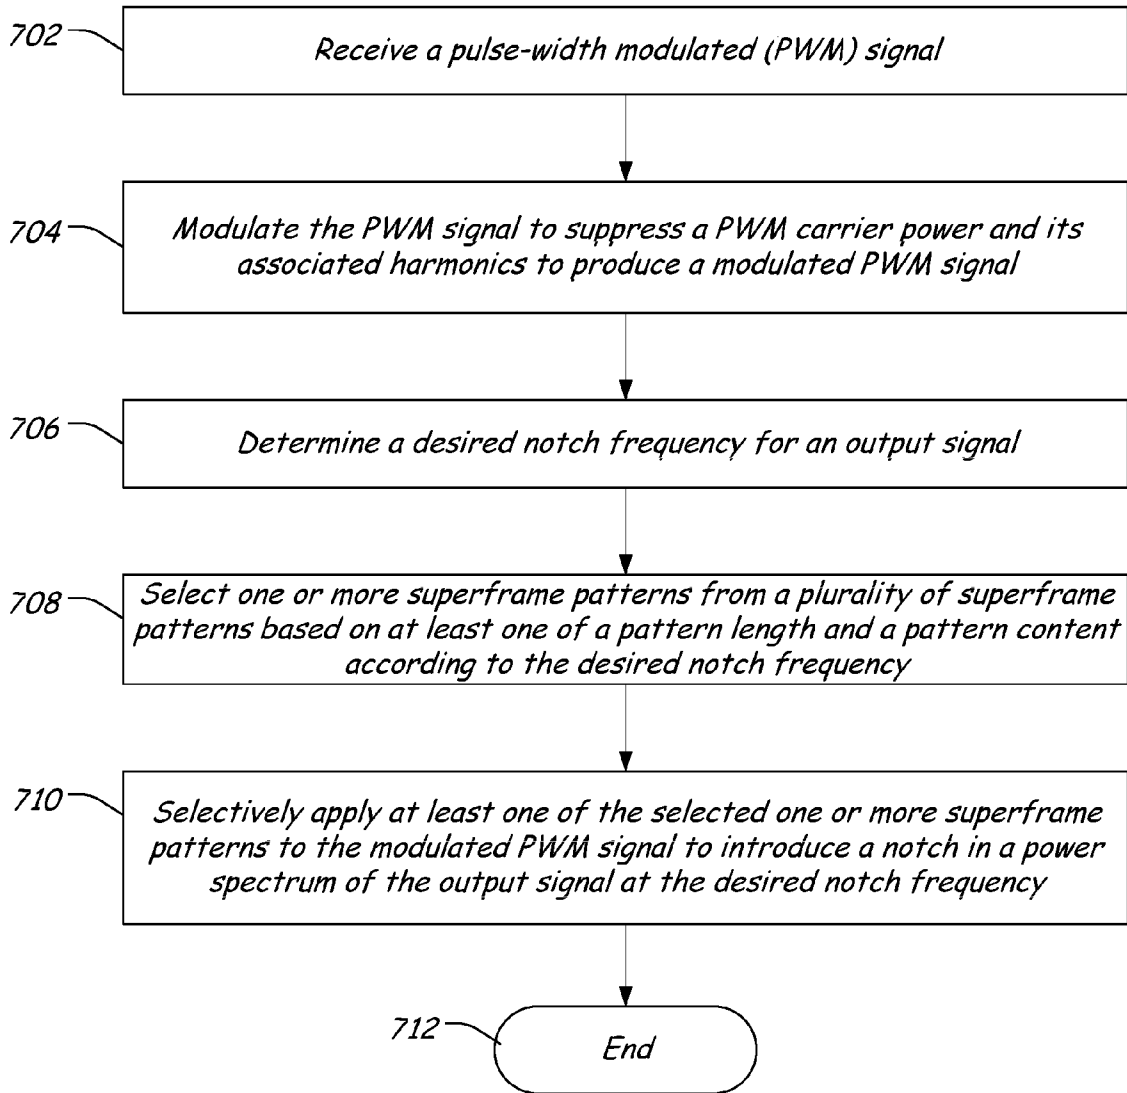 702
Receive a pulse-width modulated (PWM) signal
704
Modulate the PWM signal to suppress a PWM carrier power and its
associated harmonics to produce a modulated PWM signal
706
Determine a desired notch frequency for an output signal
708
Select one or more superframe patterns from a plurality of superframe
patterns based on at least one of a pattern length and a pattern content
according to the desired notch frequency
710
Selectively apply at least one of the selected one or more superframe
patterns to the modulated PWM signal to introduce a notch in a power
spectrum of the output signal at the desired notch frequency
712
End